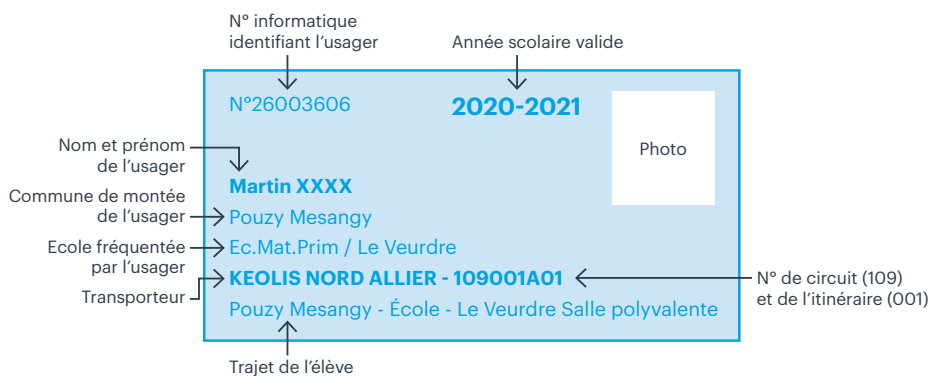 N° informatique
identifiant l'usager
Année scolaire valide
N°26003606
2020-2021
Photo
Nom et prénom
de l'usager
Martin XXXX
Commune de montée
de l'usager
Pouzy Mesangy
Ecole fréquentée
par l'usager
Ec.Mat.Prim / Le Veurdre
Transporteur
KEOLIS NORD ALLIER - 109001A01
N° de circuit (109)
et de l'itinéraire (001)
Pouzy Mesangy - École - Le Veurdre Salle polyvalente
Trajet de l'élève